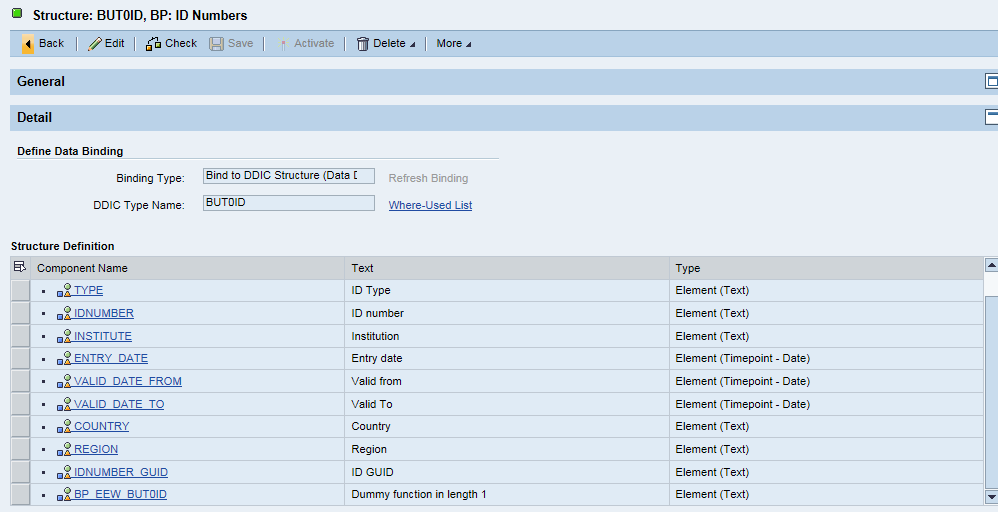 Structure: BUT0ID, BP: ID Numbers
Back Edit Check Save Activate Delete More
General
Detail
Define Data Binding
Binding Type: Bind to DDIC Structure (Data D Refresh Binding
DDIC Type Name: BUT0ID Where-Used List
Structure Definition
Component Name Text Type
TYPE ID Type Element (Text)
IDNUMBER ID number Element (Text)
INSTITUTE Institution Element (Text)
ENTRY_DATE Entry date Element (Timepoint - Date)
VALID_DATE_FROM Valid from Element (Timepoint - Date)
VALID_DATE_TO Valid To Element (Timepoint - Date)
COUNTRY Country Element (Text)
REGION Region Element (Text)
IDNUMBER_GUID ID GUID Element (Text)
BP_EEW_BUT0ID Dummy function in length 1 Element (Text)